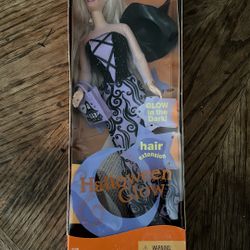 GLOW
in the
Dark!
hair
extension
Halloween
Glow
WARNING